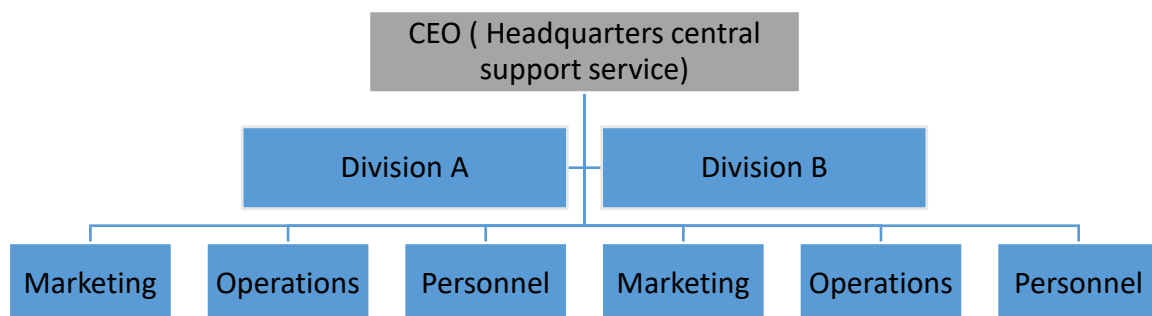 CEO ( Headquarters central
support service)
Division A
Division B
Marketing
Operations
Personnel
Marketing
Operations
Personnel